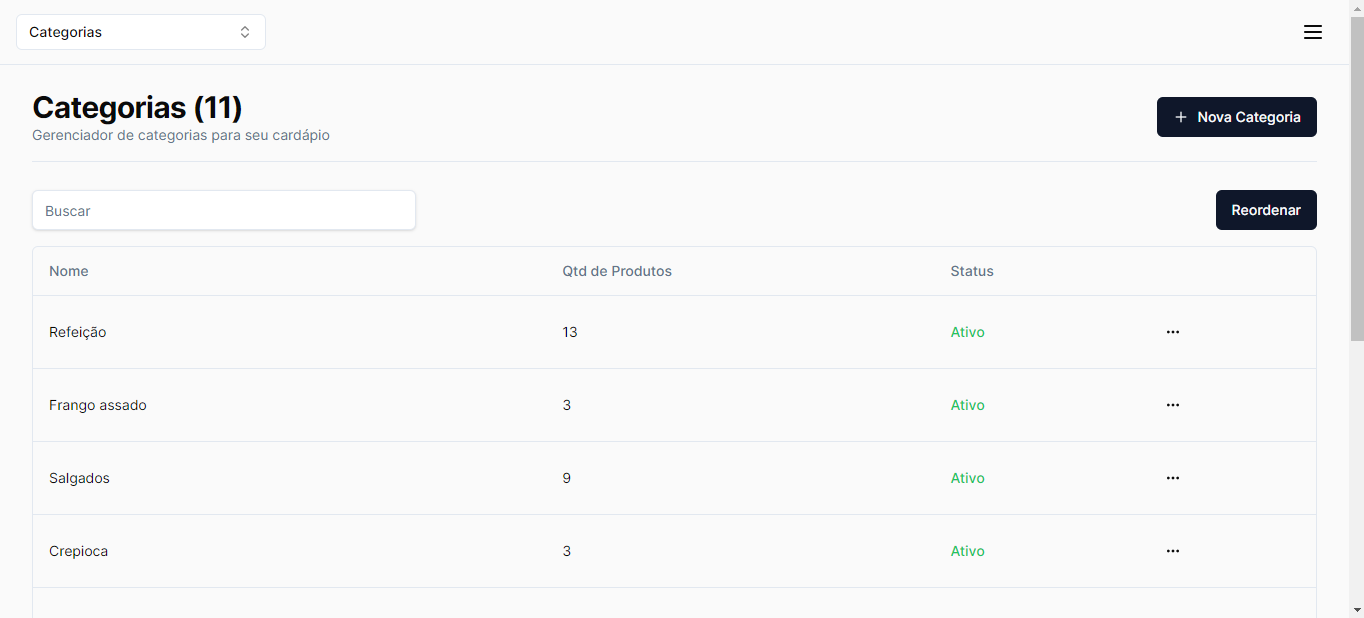 Categorias
Categorias (11)
Gerenciador de categorias para seu cardápio
+ Nova Categoria
Buscar
Reordenar
Nome Qtd de Produtos Status
Refeição 13 Ativo ...
Frango assado 3 Ativo ...
Salgados 9 Ativo ...
Crepioca 3 Ativo ...